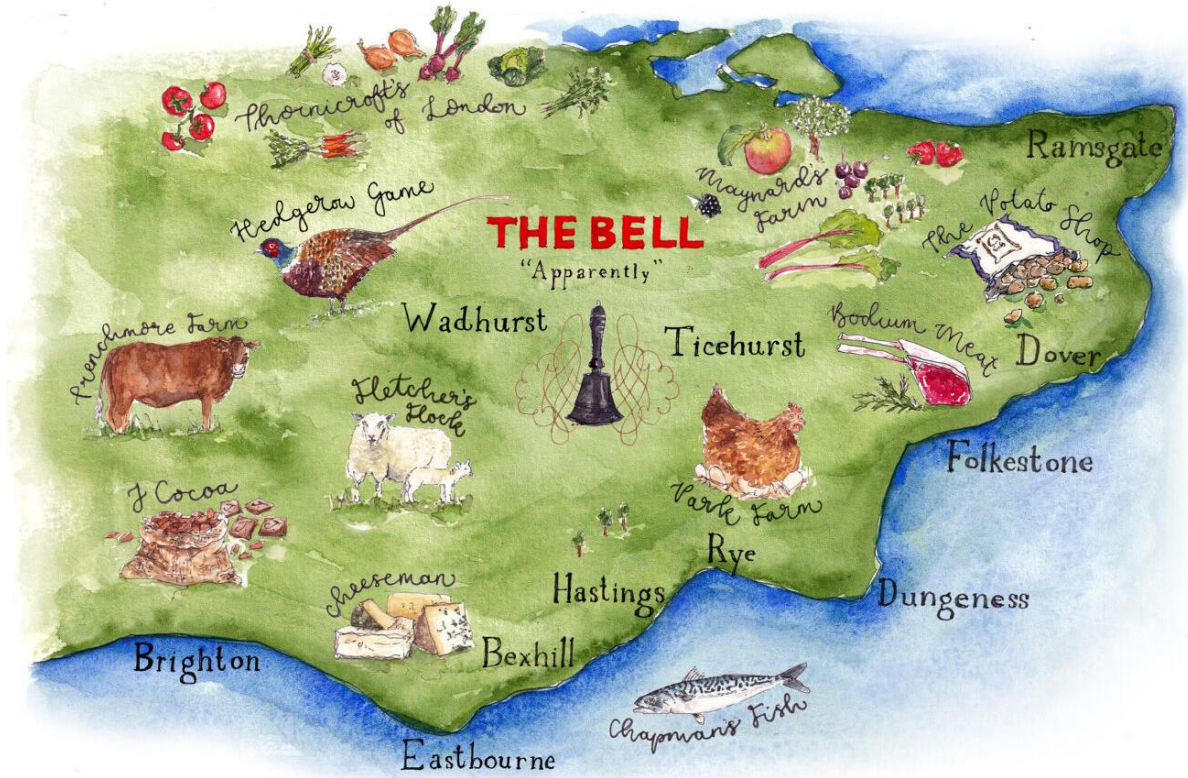 Thornicroft's
of London
Ramsgate
Hedgerow Game
Maynard's
Farm
The Potato Shop
THE BELL
"Apparently"
Wadhurst
Ticehurst
Bodium Meat
Dover
Frenchmore Farm
Fletcher's
Flock
Folkestone
J Cocoa
Park Farm
Rye
Cheeseman
Hastings
Dungeness
Brighton
Bexhill
Chapman's Fish
Eastbourne